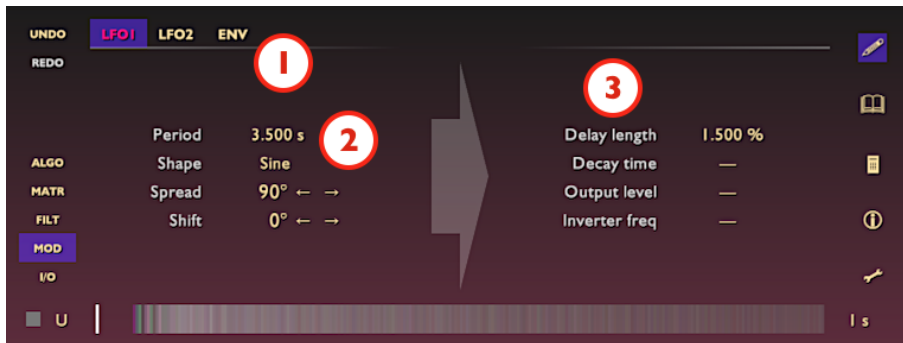 UNDO LFO1 LFO2 ENV
REDO
1
3
Period 3.500 s
2
Delay length 1.500 %
ALGO Shape Sine Decay time —
MATR Spread 90° ← → Output level —
FILT Shift 0° ← → Inverter freq —
MOD
I/O
U 1 s